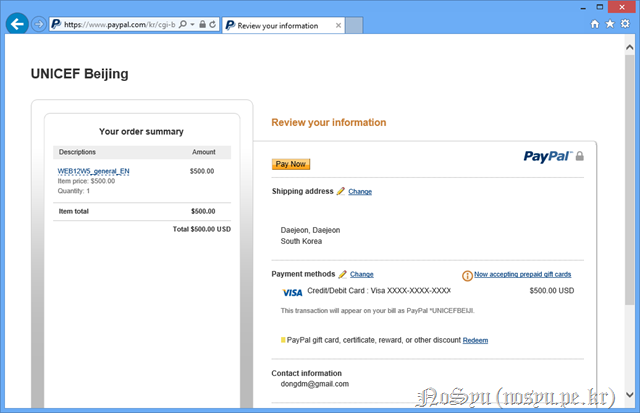 https://www.paypal.com/kr/cgi-b
Review your information
UNICEF Beijing
Your order summary
Descriptions Amount
WEB12W5_general_EN $500.00
Item price: $500.00
Quantity: 1
Item total $500.00
Total $500.00 USD
Review your information
PayPal
Pay Now
Shipping address Change
Daejeon, Daejeon
South Korea
Payment methods Change Now accepting prepaid gift cards
VISA Credit/Debit Card : Visa XXXX-XXXX-XXXX $500.00 USD
This transaction will appear on your bill as PayPal *UNICEFBEIJI.
PayPal gift card, certificate, reward, or other discount Redeem
Contact information
dongdm@gmail.com
NoSyu (nosyu.pe.kr)